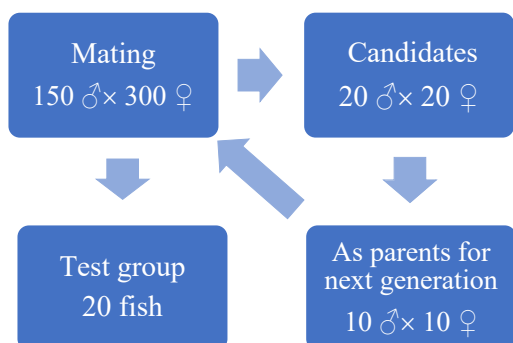 Mating
150 ♂× 300 ♀
Candidates
20 ♂× 20 ♀
Test group
20 fish
As parents for
next generation
10 ♂× 10 ♀